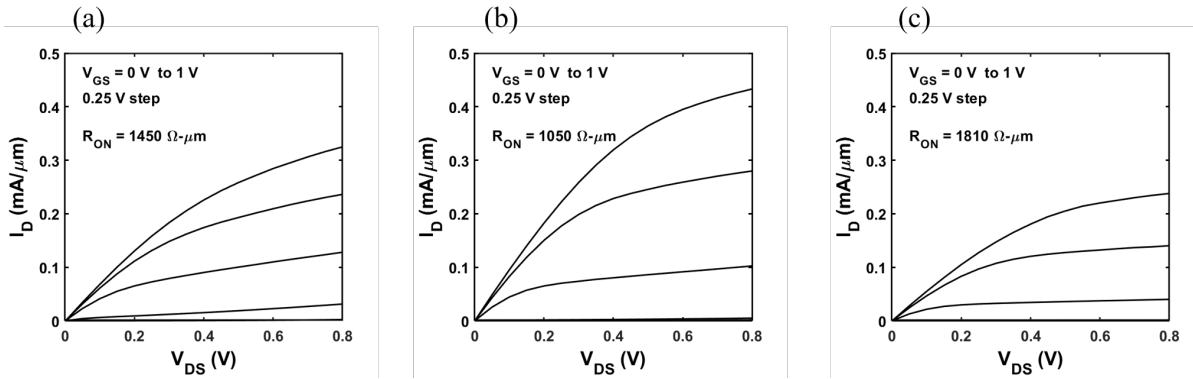 (a)
V_GS = 0 V to 1 V
0.25 V step
R_ON = 1450 Ω-μm
I_D (mA/μm)
0.5
0.4
0.3
0.2
0.1
0
0 0.2 0.4 0.6 0.8
V_DS (V)
(b)
V_GS = 0 V to 1 V
0.25 V step
R_ON = 1050 Ω-μm
I_D (mA/μm)
0.5
0.4
0.3
0.2
0.1
0
0 0.2 0.4 0.6 0.8
V_DS (V)
(c)
V_GS = 0 V to 1 V
0.25 V step
R_ON = 1810 Ω-μm
I_D (mA/μm)
0.5
0.4
0.3
0.2
0.1
0
0 0.2 0.4 0.6 0.8
V_DS (V)